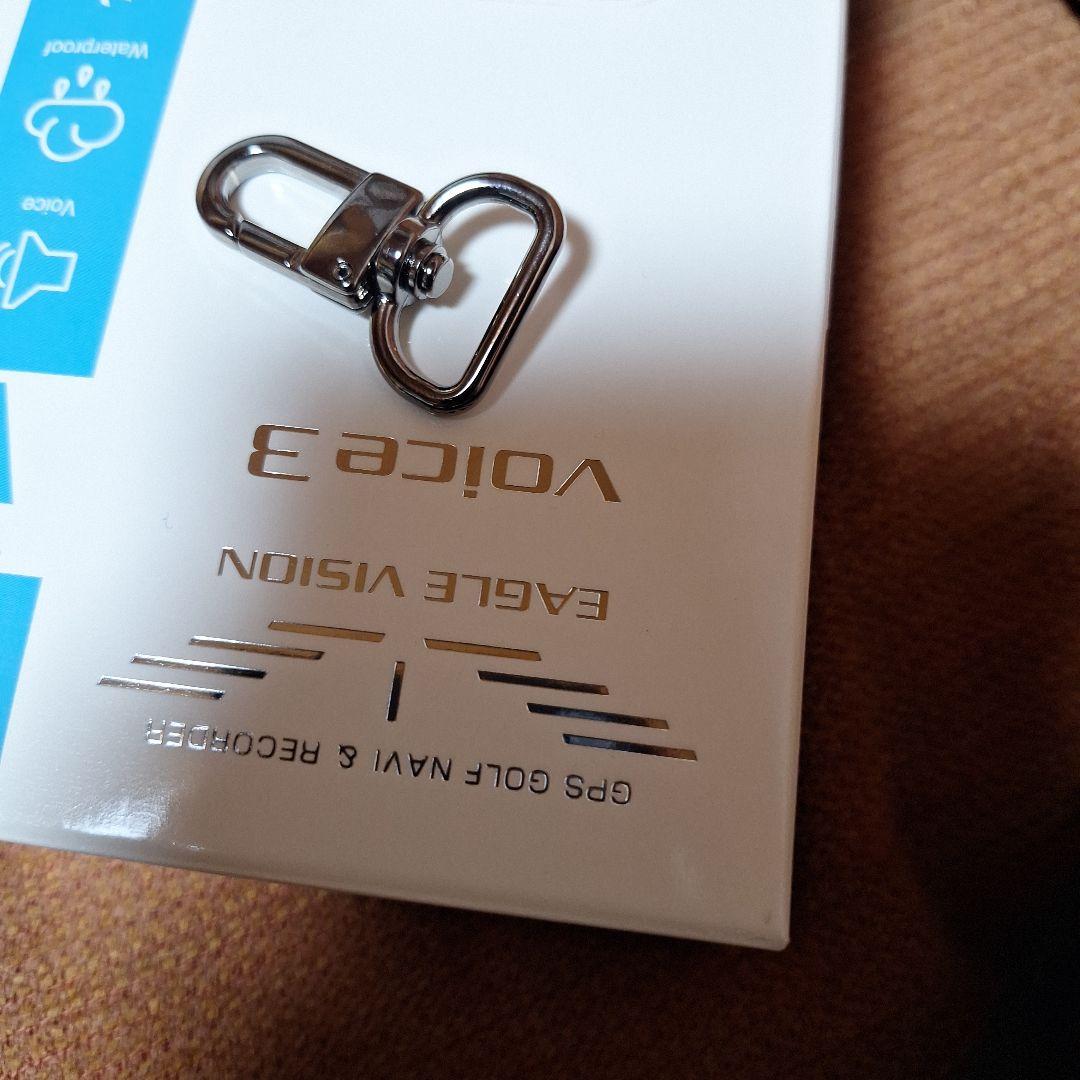 GPS GOLF NAVI & RECORDER
EAGLE VISION
voice 3
Voice
Waterproof